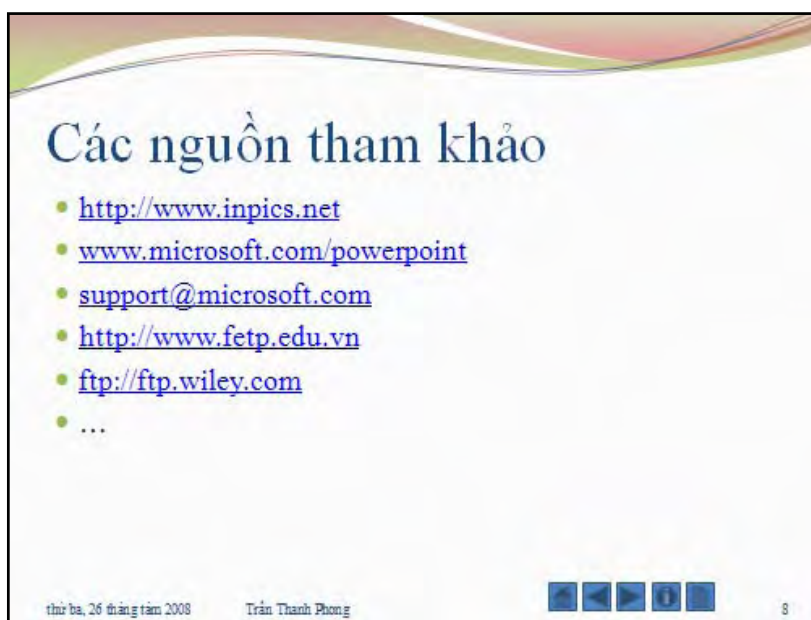 Các nguồn tham khảo
• http://www.inpics.net
• www.microsoft.com/powerpoint
• support@microsoft.com
• http://www.fetp.edu.vn
• ftp://ftp.wiley.com
• ...
thứ ba, 26 tháng tám 2008 Trần Thanh Phong 8